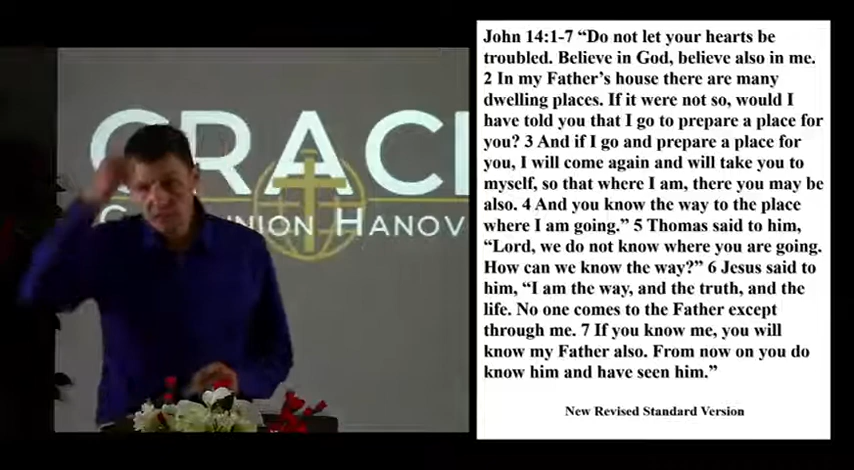 GRAC
NION HANOV
John 14:1-7 “Do not let your hearts be
troubled. Believe in God, believe also in me.
2 In my Father’s house there are many
dwelling places. If it were not so, would I
have told you that I go to prepare a place for
you? 3 And if I go and prepare a place for
you, I will come again and will take you to
myself, so that where I am, there you may be
also. 4 And you know the way to the place
where I am going.” 5 Thomas said to him,
“Lord, we do not know where you are going.
How can we know the way?” 6 Jesus said to
him, “I am the way, and the truth, and the
life. No one comes to the Father except
through me. 7 If you know me, you will
know my Father also. From now on you do
know him and have seen him.”
New Revised Standard Version